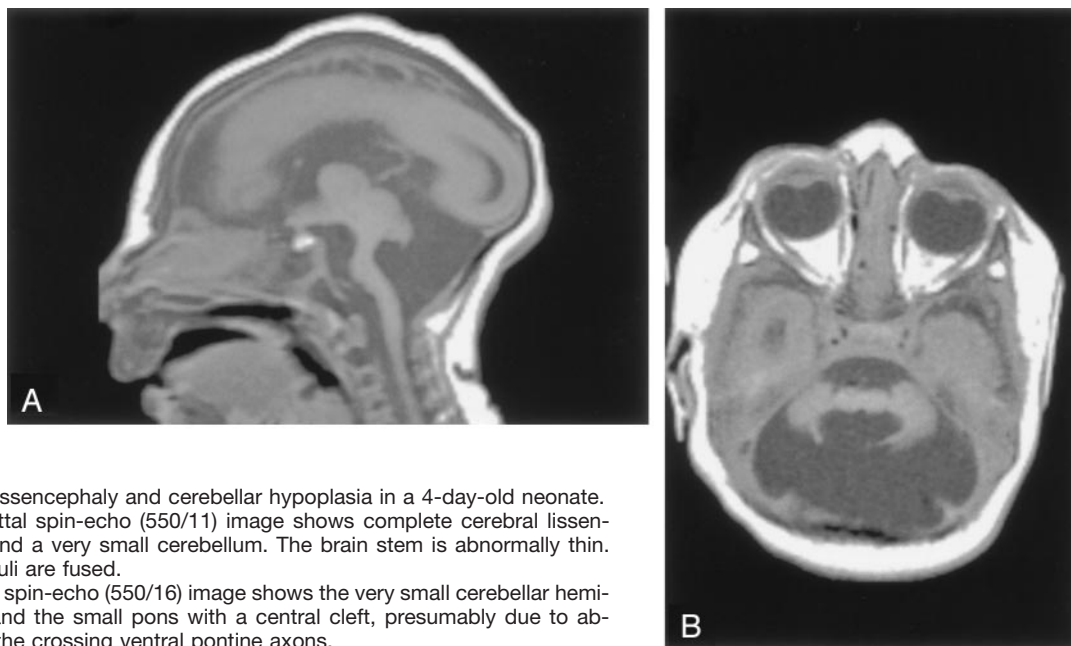 A
B
ssencephaly and cerebellar hypoplasia in a 4-day-old neonate.
ttal spin-echo (550/11) image shows complete cerebral lissen-
nd a very small cerebellum. The brain stem is abnormally thin.
uli are fused.
spin-echo (550/16) image shows the very small cerebellar hemi-
nd the small pons with a central cleft, presumably due to ab-
the crossing ventral pontine axons.